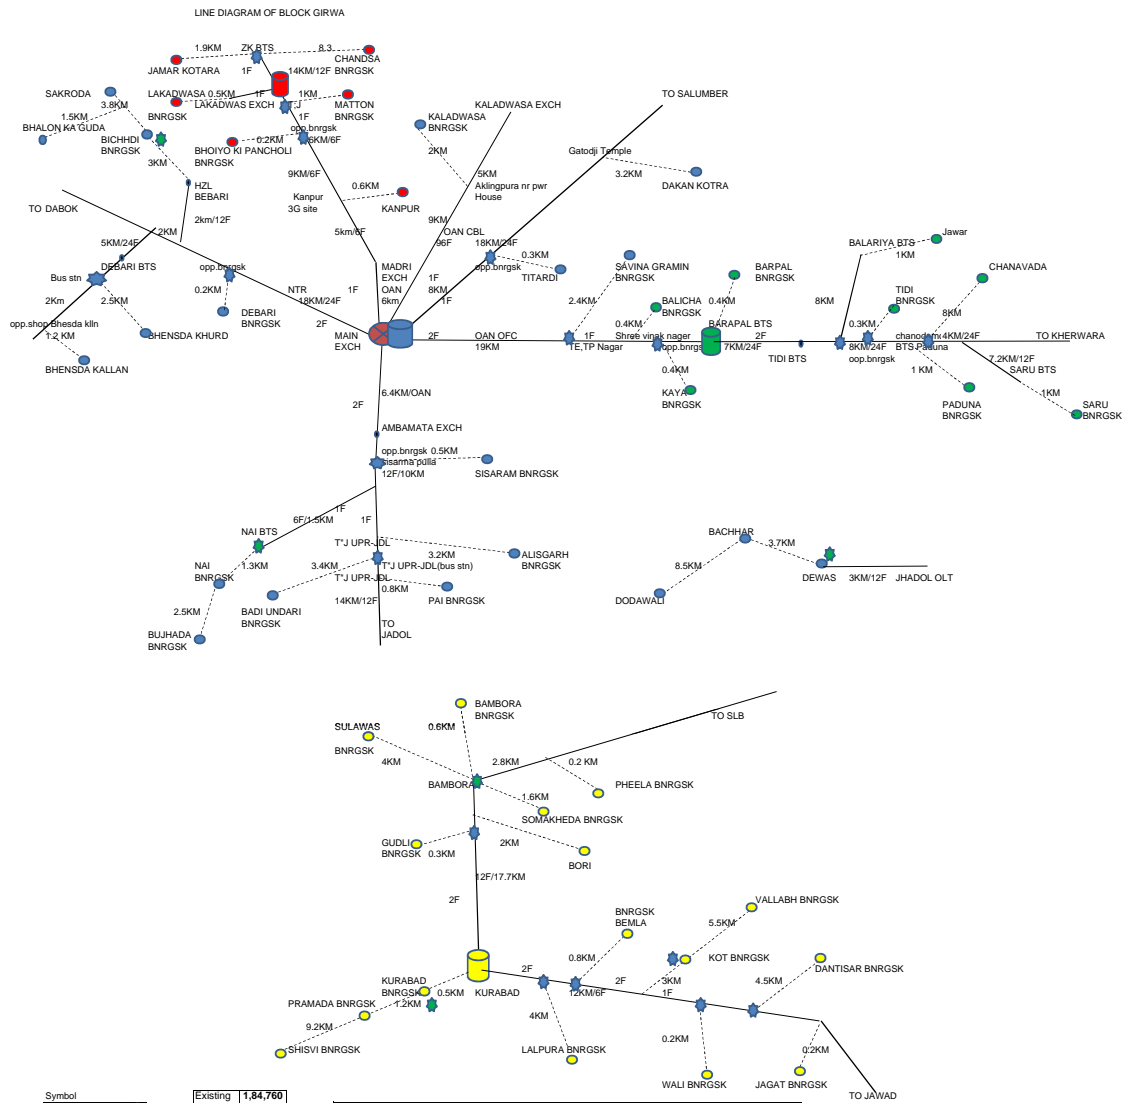 LINE DIAGRAM OF BLOCK GIRWA
1.9KM
ZK BTS
8.3
CHANDSA
BNRGSK
JAMAR KOTARA
1F
14KM/12F
SAKRODA
LAKADWASA
0.5KM
1F
1KM
BNRGSK
LAKADWAS EXCH
T,J
MATTON
BNRGSK
3.8KM
1.5KM
1F
BHALON KA GUDA
BICHHDI
BNRGSK
opp.bnrgsk
0.2KM
6KM/6F
BHOIYO KI PANCHOLI
BNRGSK
3KM
9KM/6F
HZL
BEBARI
Kanpur
3G site
0.6KM
KANPUR
TO DABOK
2km/12F
2KM
5km/6F
KALADWASA EXCH
KALADWASA
BNRGSK
2KM
5KM
Aklingpura nr pwr
House
9KM
OAN CBL
96F
TO SALUMBER
Gatodji Temple
3.2KM
DAKAN KOTRA
18KM/24F
0.3KM
opp.bnrgsk
TITARDI
5KM/24F
DEBARI BTS
Bus stn
opp.bnrgsk
0.2KM
NTR
18KM/24F
1F
MADRI
EXCH
OAN
6km
1F
8KM
1F
2Km
2.5KM
DEBARI
BNRGSK
2F
MAIN
EXCH
opp.shop Bhesda klln
1.2 KM
BHENSDA KHURD
BHENSDA KALLAN
SAVINA GRAMIN
BNRGSK
2.4KM
BALICHA
BNRGSK
0.4KM
BARPAL
BNRGSK
0.4KM
BARAPAL BTS
2F
OAN OFC
19KM
1F
TE,TP Nagar
Shree vinak nager
opp.bnrgsk
7KM/24F
2F
0.4KM
KAYA
BNRGSK
TIDI BTS
BALARIYA BTS
Jawar
1KM
8KM
TIDI
BNRGSK
0.3KM
8KM/24F
oop.bnrgsk
CHANAVADA
8KM
4KM/24F
BTS-Paduna
TO KHERWARA
7.2KM/12F
SARU BTS
1 KM
1KM
PADUNA
BNRGSK
SARU
BNRGSK
6.4KM/OAN
2F
AMBAMATA EXCH
opp.bnrgsk
0.5KM
sisarma pulla
12F/10KM
SISARAM BNRGSK
1F
6F/1.5KM
1F
NAI BTS
T"J UPR-JDL
3.2KM
ALISGARH
BNRGSK
T"J UPR-JDL(bus stn)
NAI
BNRGSK
1.3KM
3.4KM
T"J UPR-JDL
0.8KM
PAI BNRGSK
14KM/12F
BADI UNDARI
BNRGSK
2.5KM
BUJHADA
BNRGSK
TO
JADOL
BACHHAR
3.7KM
8.5KM
DEWAS
3KM/12F
JHADOL OLT
DODAWALI
BAMBORA
BNRGSK
0.6KM
SULAWAS
BNRGSK
TO SLB
4KM
2.8KM
0.2 KM
BAMBORA
PHEELA BNRGSK
1.6KM
SOMAKHEDA BNRGSK
GUDLI
BNRGSK
0.3KM
2KM
BORI
12F/17.7KM
2F
BNRGSK
BEMLA
VALLABH BNRGSK
5.5KM
0.8KM
KOT BNRGSK
DANTISAR BNRGSK
2F
2F
3KM
4.5KM
KURABAD
BNRGSK
0.5KM
KURABAD
12KM/6F
1F
PRAMADA BNRGSK
1.2KM
4KM
9.2KM
0.2KM
0.2KM
SHISVI BNRGSK
LALPURA BNRGSK
WALI BNRGSK
JAGAT BNRGSK
TO JAWAD
Symbol
Existing
1,84,760